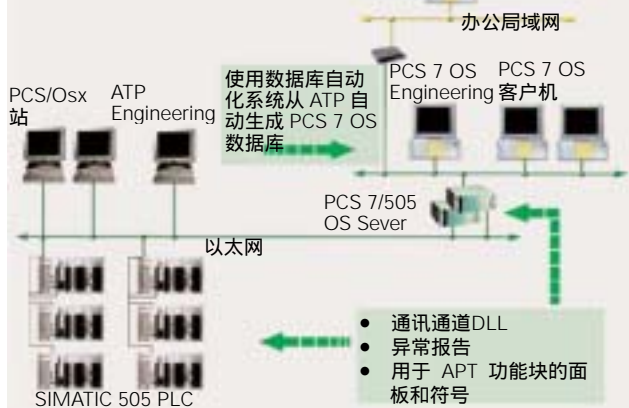 办公局域网
PCS/Osx
站
ATP
Engineering
使用数据库自动
化系统从 ATP 自
动生成 PCS 7 OS
数据库
PCS 7 OS
Engineering
PCS 7 OS
客户机
PCS 7/505
OS Sever
以太网
• 通讯通道DLL
• 异常报告
• 用于 APT 功能块的面
板和符号
SIMATIC 505 PLC